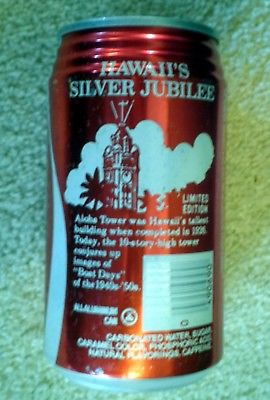 HAWAII'S
SILVER JUBILEE
LIMITED
EDITION
Aloha Tower was Hawaii's tallest
building when completed in 1926.
Today, the 10-story-high tower
conjures up
images of
"Boat Days"
of the 1940s-'50s.
ALL ALUMINUM
CAN
CARBONATED WATER, SUGAR,
CARAMEL COLOR, PHOSPHORIC ACID,
NATURAL FLAVORINGS, CAFFEINE